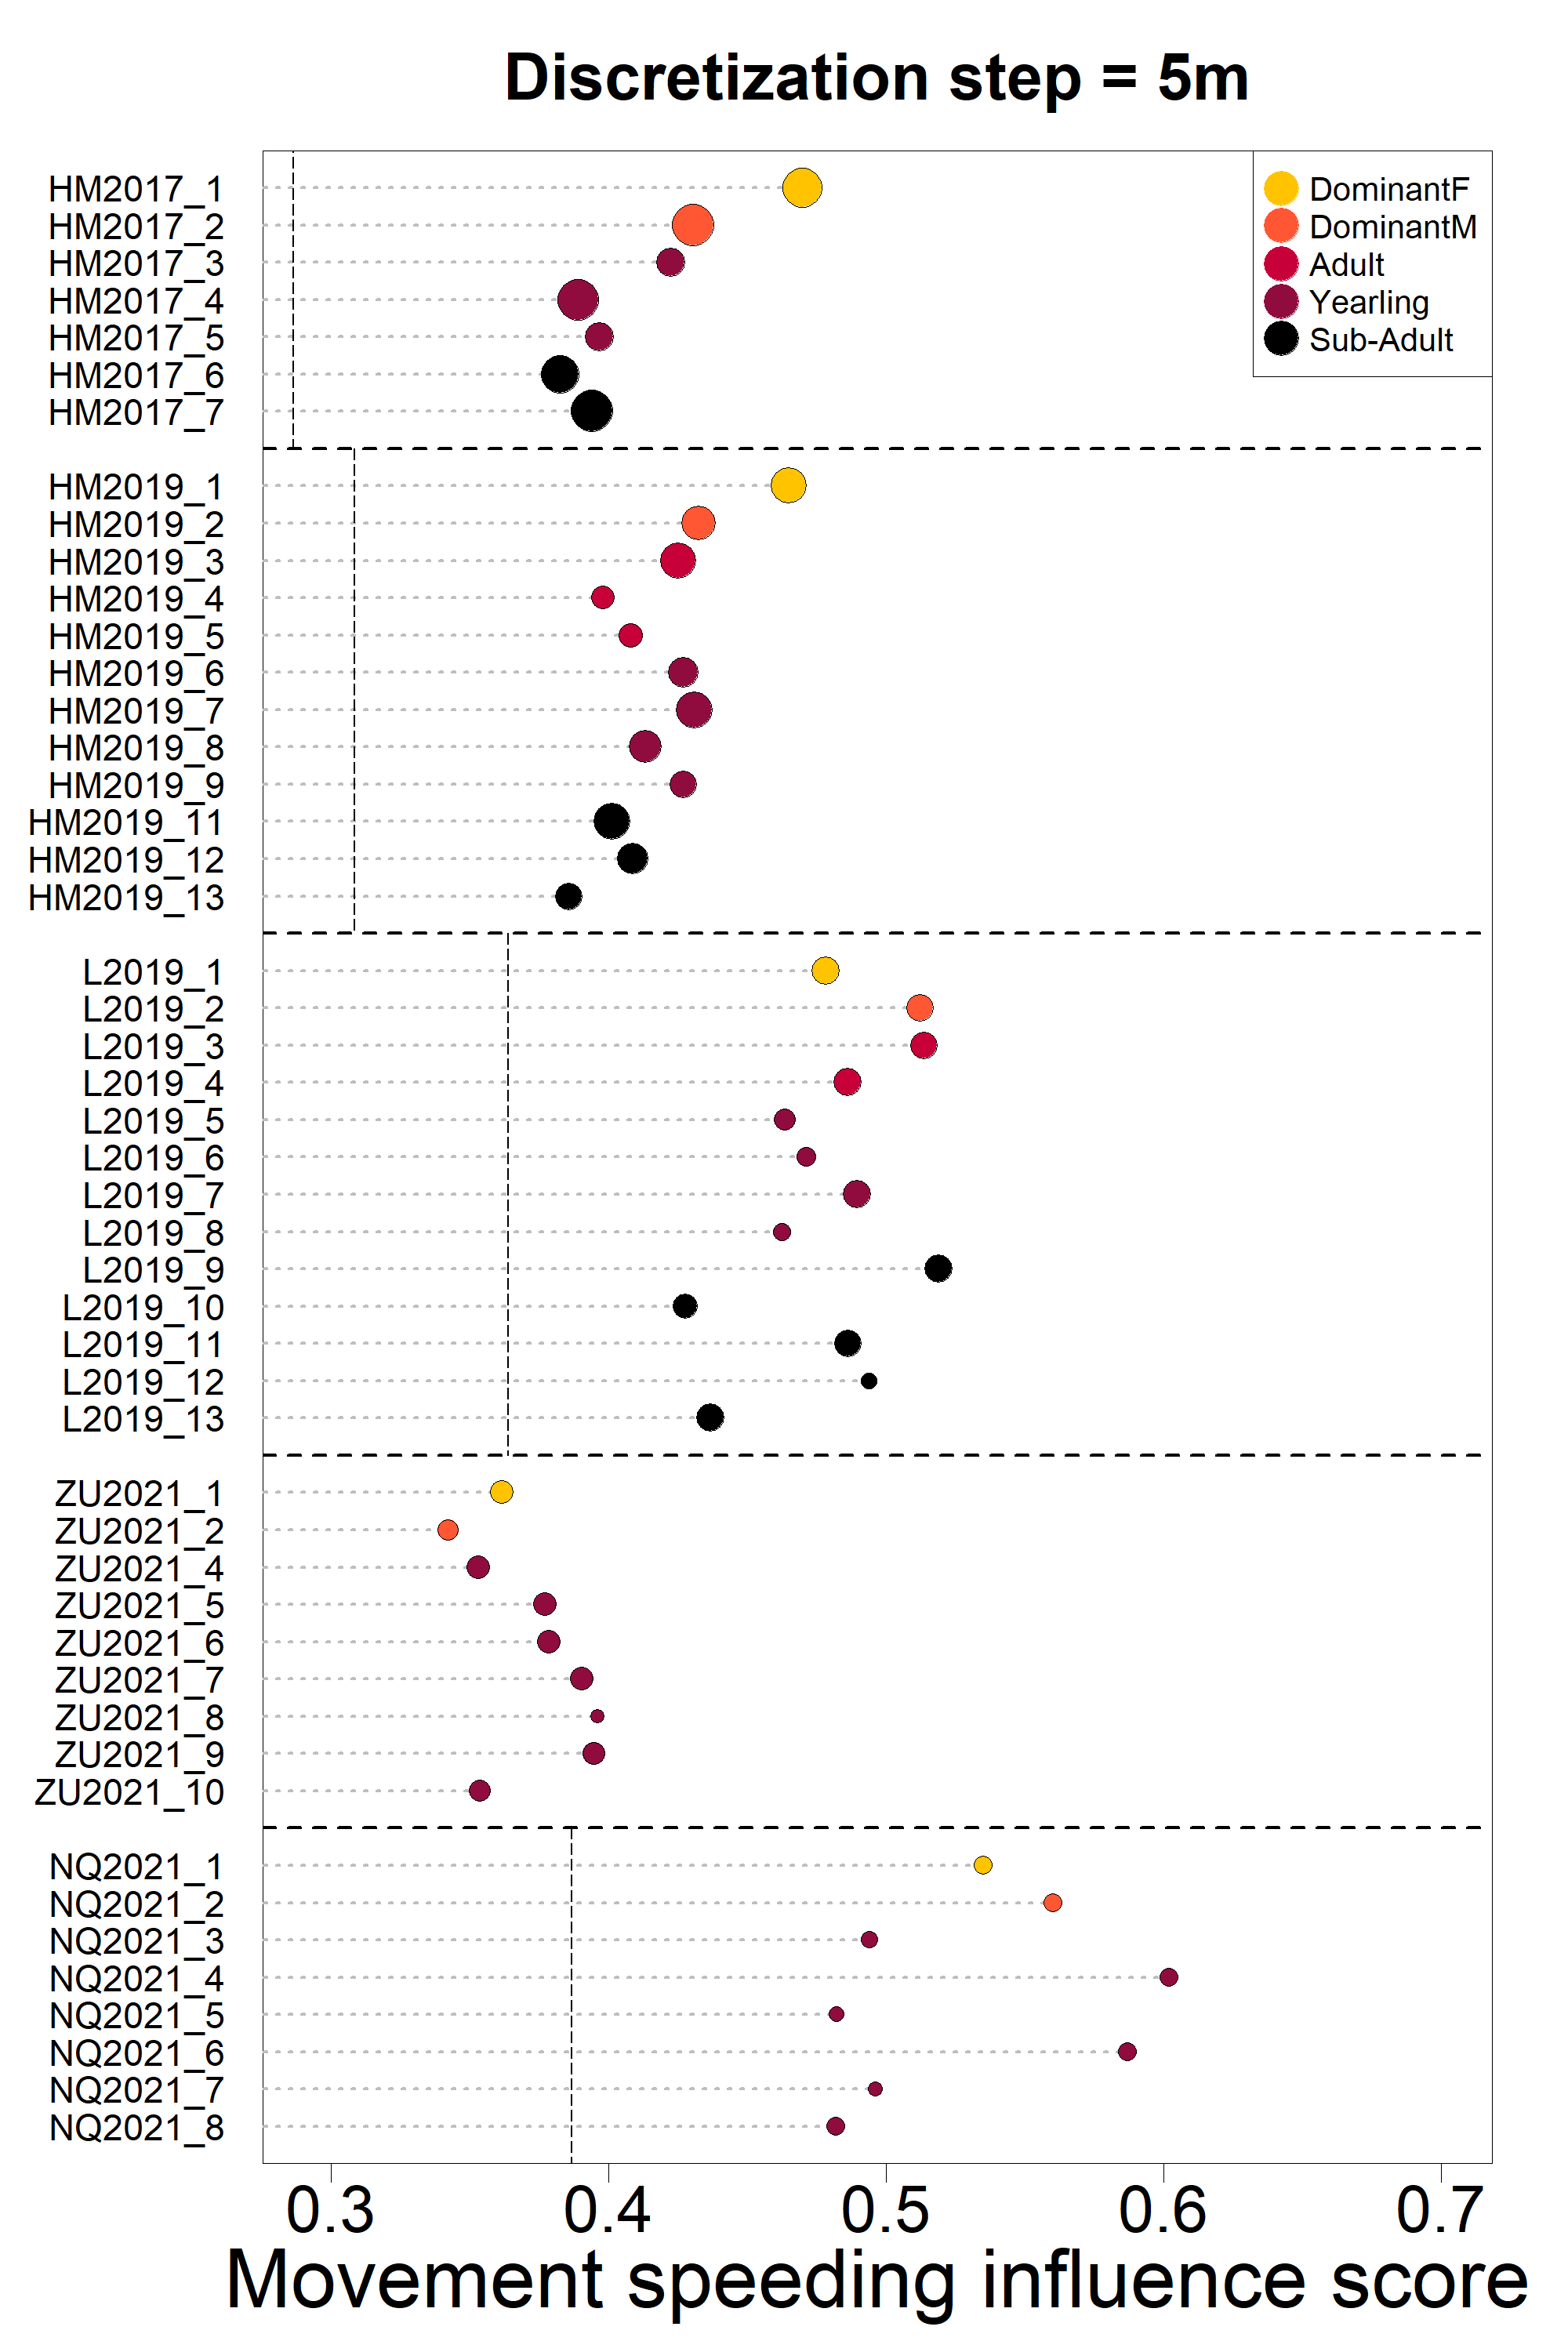 Discretization step = 5m
HM2017_1
HM2017_2
HM2017_3
HM2017_4
HM2017_5
HM2017_6
HM2017_7
DominantF
DominantM
Adult
Yearling
Sub-Adult
HM2019_1
HM2019_2
HM2019_3
HM2019_4
HM2019_5
HM2019_6
HM2019_7
HM2019_8
HM2019_9
HM2019_11
HM2019_12
HM2019_13
L2019_1
L2019_2
L2019_3
L2019_4
L2019_5
L2019_6
L2019_7
L2019_8
L2019_9
L2019_10
L2019_11
L2019_12
L2019_13
ZU2021_1
ZU2021_2
ZU2021_4
ZU2021_5
ZU2021_6
ZU2021_7
ZU2021_8
ZU2021_9
ZU2021_10
NQ2021_1
NQ2021_2
NQ2021_3
NQ2021_4
NQ2021_5
NQ2021_6
NQ2021_7
NQ2021_8
0.3 0.4 0.5 0.6 0.7
Movement speeding influence score